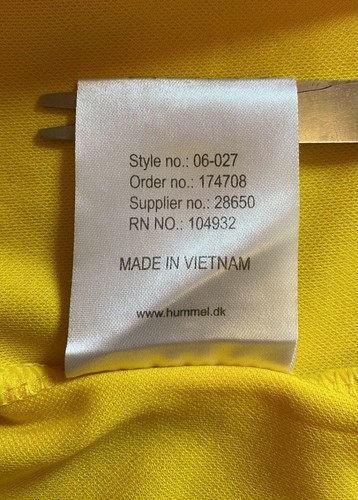 Style no.: 06-027
Order no.: 174708
Supplier no.: 28650
RN NO.: 104932
MADE IN VIETNAM
www.hummel.dk